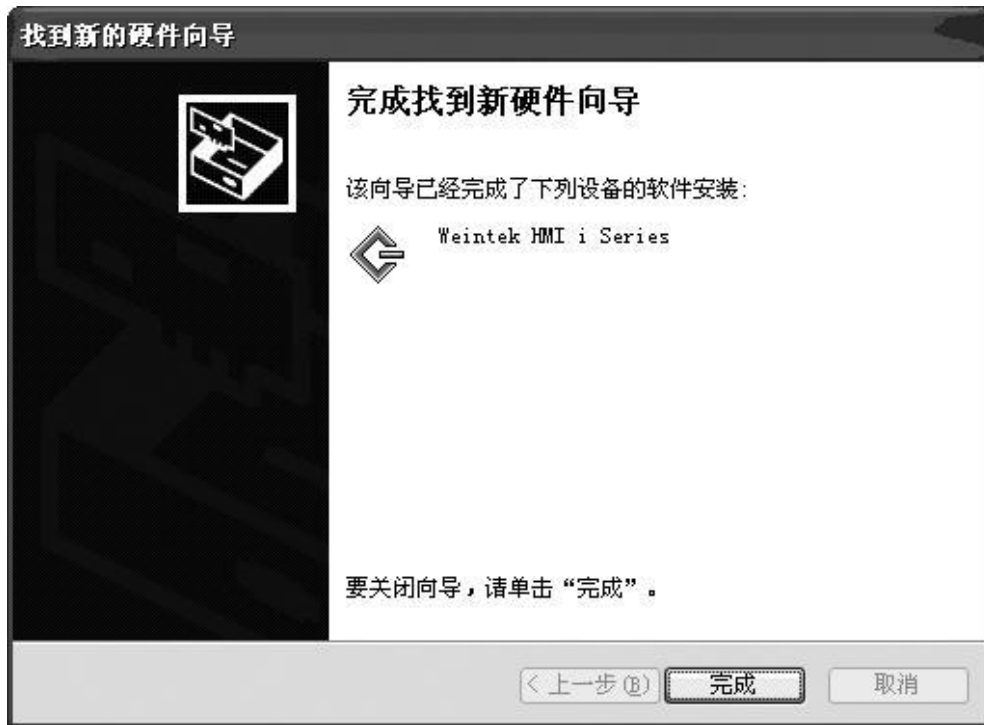 找到新的硬件向导
完成找到新硬件向导
该向导已经完成了下列设备的软件安装:
Weintek HMI i Series
要关闭向导，请单击“完成”。
< 上一步(B)
完成
取消